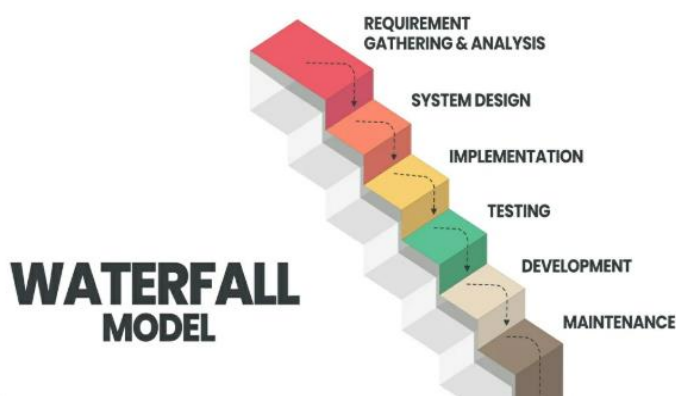 REQUIREMENT
GATHERING & ANALYSIS
SYSTEM DESIGN
IMPLEMENTATION
TESTING
DEVELOPMENT
MAINTENANCE
WATERFALL
MODEL